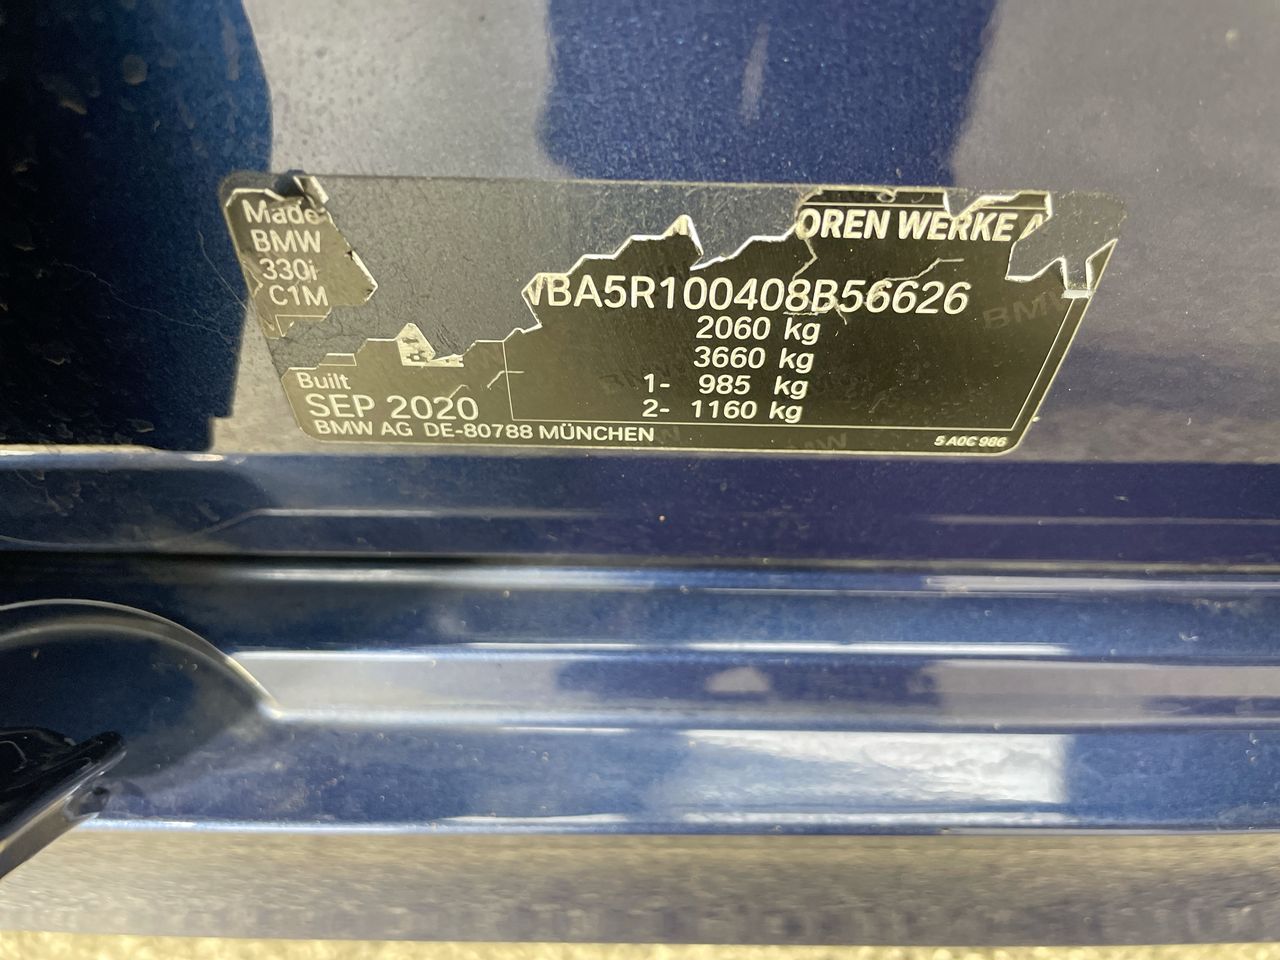 Made
BMW
330i
C1M
OREN WERKE A
WBA5R100408B56626
2060 kg
3660 kg
1- 985 kg
2- 1160 kg
Built
SEP 2020
BMW AG DE-80788 MÜNCHEN
5 A0C 986